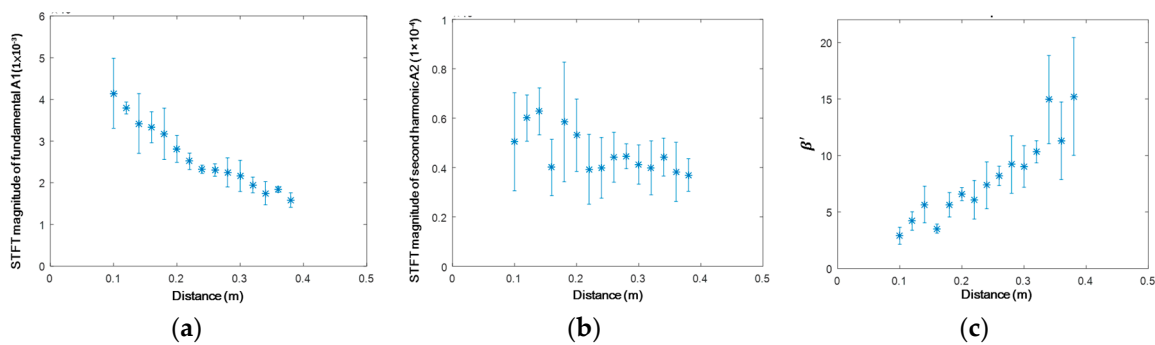 STFT magnitude of fundamental A1(1x10⁻³)
6
5
4
3
2
1
0
0 0.1 0.2 0.3 0.4 0.5
Distance (m)
(a)
STFT magnitude of second harmonic A2 (1×10⁻⁴)
1
0.8
0.6
0.4
0.2
0
0 0.1 0.2 0.3 0.4 0.5
Distance (m)
(b)
β'
20
15
10
5
0
0 0.1 0.2 0.3 0.4 0.5
Distance (m)
(c)